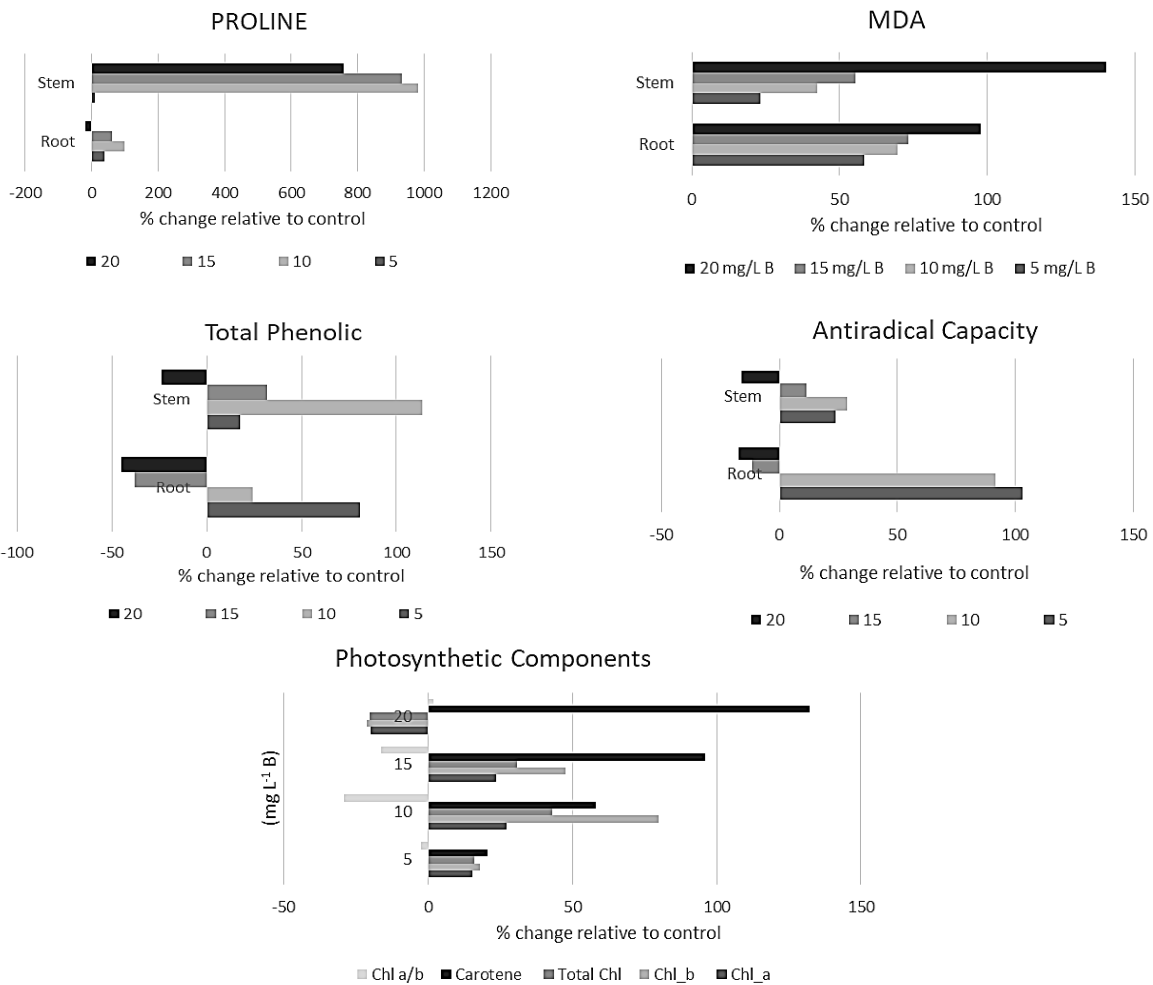 PROLINE
Stem
Root
-200 0 200 400 600 800 1000 1200
% change relative to control
20 15 10 5
MDA
Stem
Root
0 50 100 150
% change relative to control
20 mg/L B 15 mg/L B 10 mg/L B 5 mg/L B
Total Phenolic
Stem
Root
-100 -50 0 50 100 150
% change relative to control
20 15 10 5
Antiradical Capacity
Stem
Root
-50 0 50 100 150
% change relative to control
20 15 10 5
Photosynthetic Components
(mg L⁻¹ B)
20
15
10
5
-50 0 50 100 150
% change relative to control
Chl a/b Carotene Total Chl Chl_b Chl_a